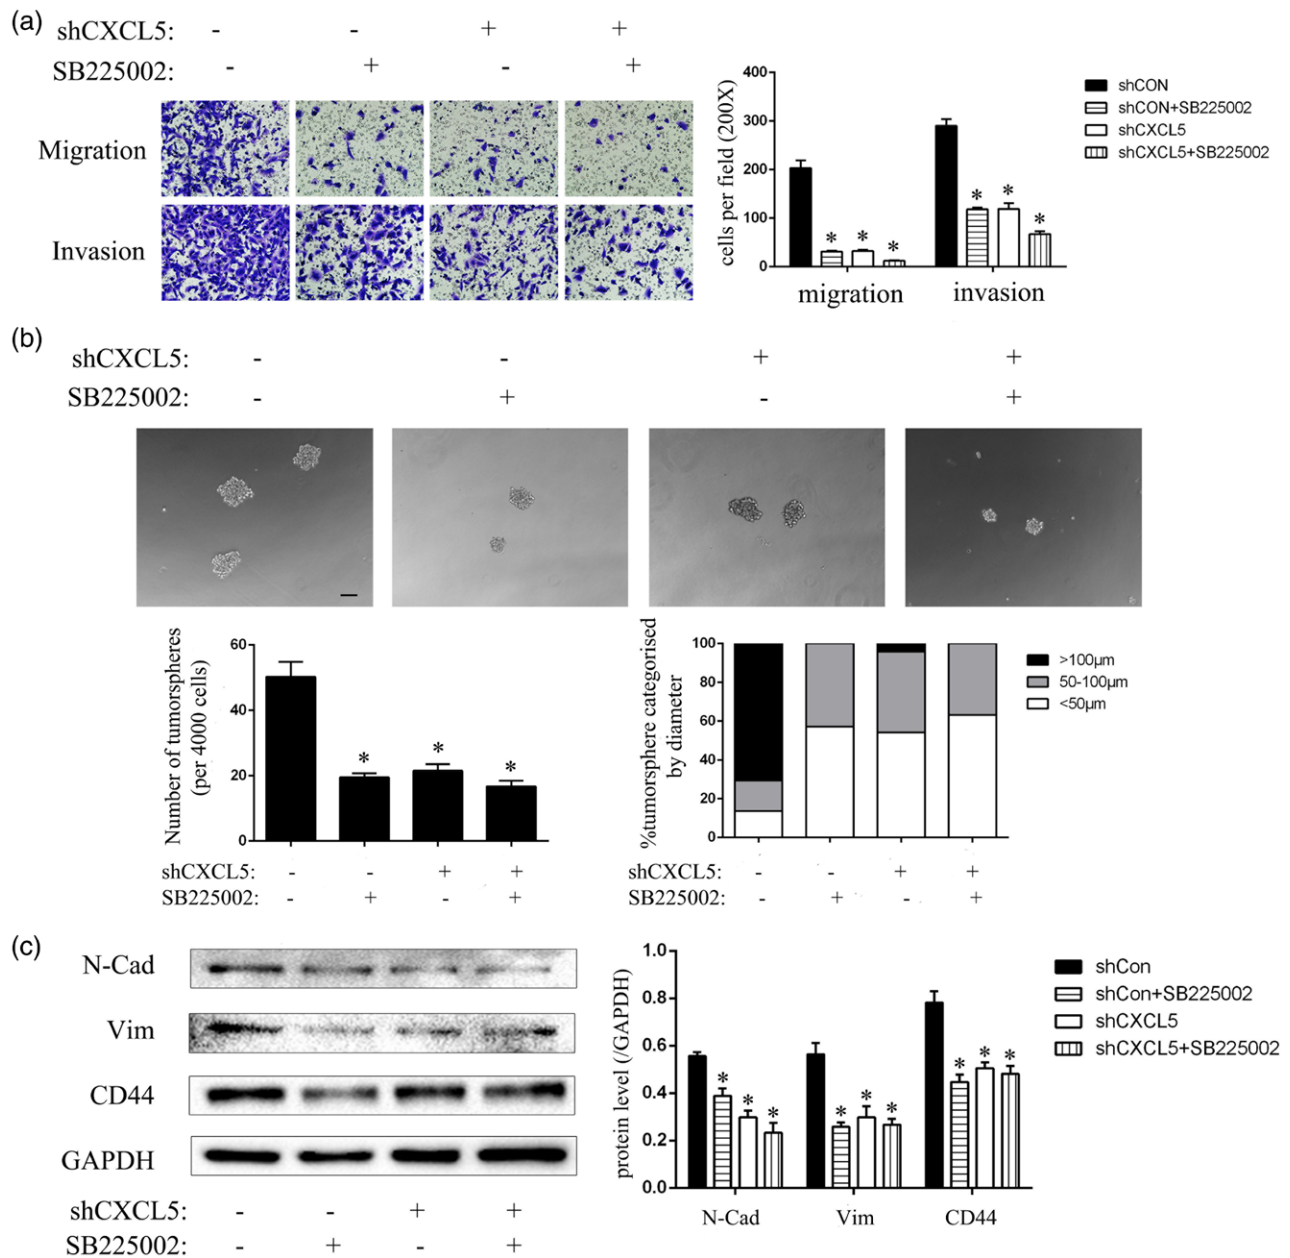 (a)
shCXCL5: - - + +
SB225002: - + - +
Migration
Invasion
cells per field (200X)
400
300
200
100
0
* * *
* * *
migration invasion
shCON
shCON+SB225002
shCXCL5
shCXCL5+SB225002
(b)
shCXCL5: - - + +
SB225002: - + - +
Number of tumorspheres
(per 4000 cells)
60
40
20
0
* * *
shCXCL5: - - + +
SB225002: - + - +
%tumorsphere categorised
by diameter
100
80
60
40
20
0
>100μm
50-100μm
<50μm
shCXCL5: - - + +
SB225002: - + - +
(c)
N-Cad
Vim
CD44
GAPDH
shCXCL5: - - + +
SB225002: - + - +
protein level (/GAPDH)
1.0
0.8
0.6
0.4
0.2
0.0
* * *
* * *
* * *
N-Cad Vim CD44
shCon
shCon+SB225002
shCXCL5
shCXCL5+SB225002